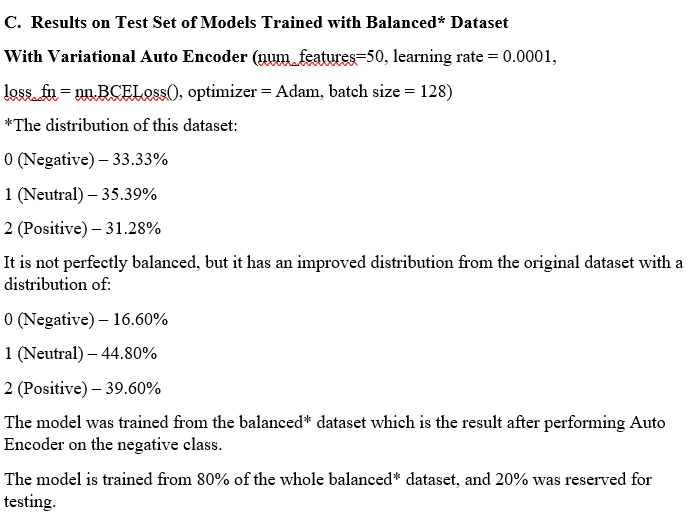 C. Results on Test Set of Models Trained with Balanced* Dataset
With Variational Auto Encoder (num_features=50, learning rate = 0.0001,
loss_fn = nn.BCELoss(), optimizer = Adam, batch size = 128)
*The distribution of this dataset:
0 (Negative) – 33.33%
1 (Neutral) – 35.39%
2 (Positive) – 31.28%
It is not perfectly balanced, but it has an improved distribution from the original dataset with a
distribution of:
0 (Negative) – 16.60%
1 (Neutral) – 44.80%
2 (Positive) – 39.60%
The model was trained from the balanced* dataset which is the result after performing Auto
Encoder on the negative class.
The model is trained from 80% of the whole balanced* dataset, and 20% was reserved for
testing.